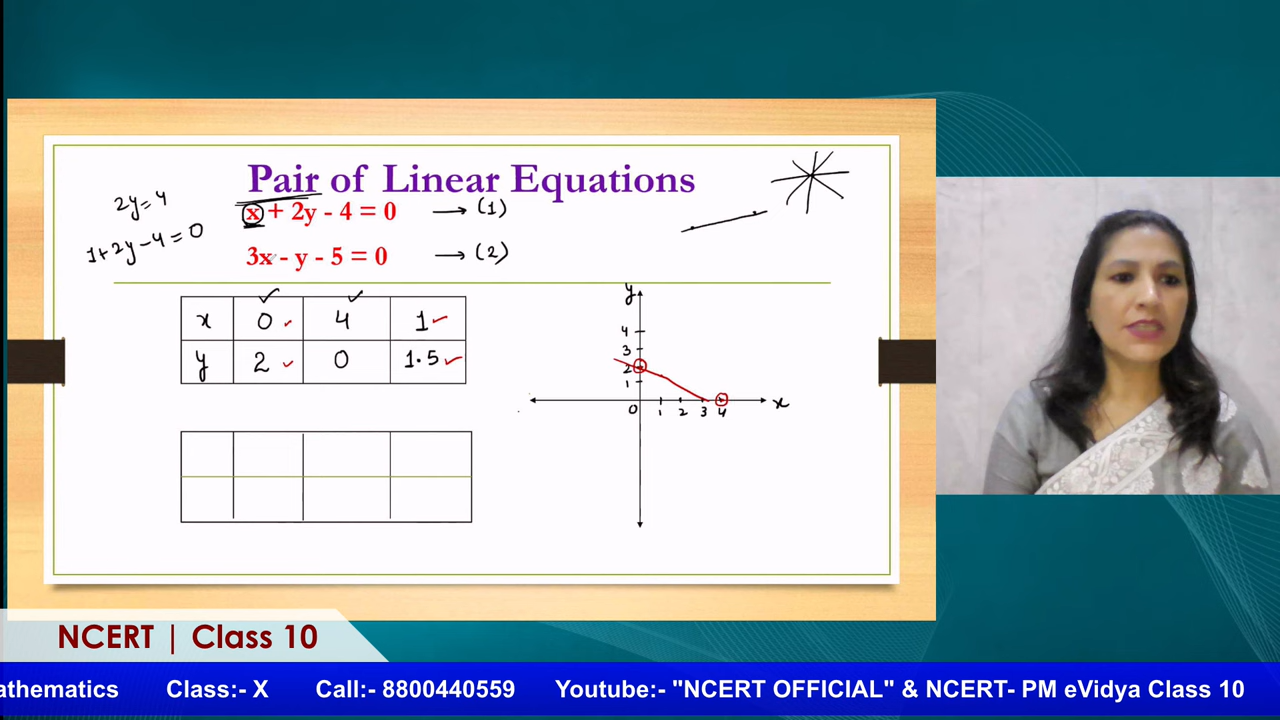 Pair of Linear Equations
2y = 4
x + 2y - 4 = 0 → (1)
1+2y-4=0
3x - y - 5 = 0 → (2)
x 0 4 1
y 2 0 1.5
y
4
3
2
1
0 1 2 3 4 x
NCERT | Class 10
athematics Class:- X Call:- 8800440559 Youtube:- "NCERT OFFICIAL" & NCERT- PM eVidya Class 10